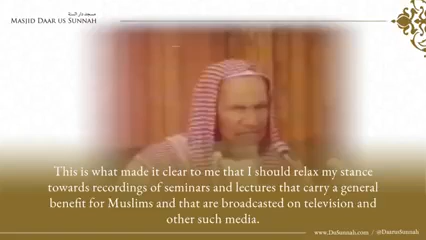 مسجد دار السنة
MASJID DAAR US SUNNAH
This is what made it clear to me that I should relax my stance
towards recordings of seminars and lectures that carry a general
benefit for Muslims and that are broadcasted on television and
other such media.
www.DusSunnah.com / @DaarusSunnah